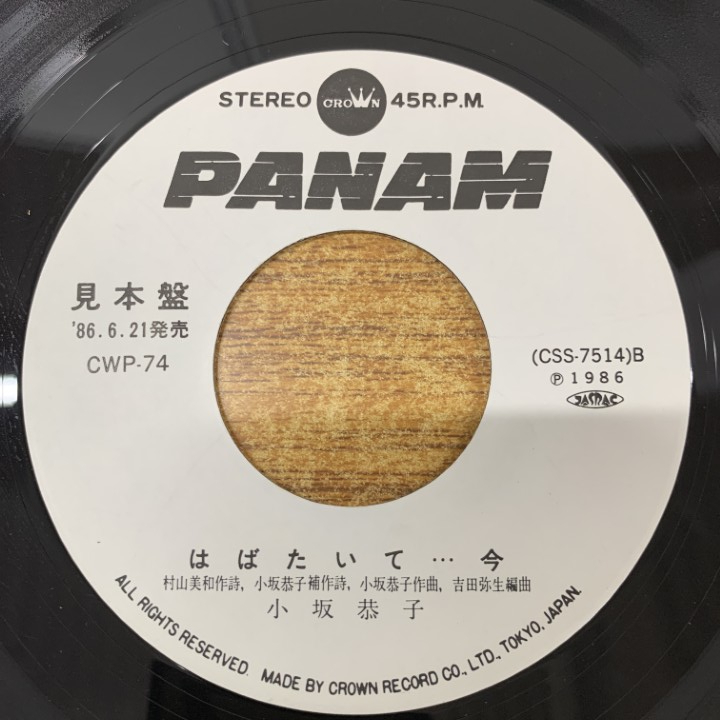 STEREO CROWN 45R.P.M.
PANAM
見本盤
'86.6.21発売
CWP-74
(CSS-7514)B
Ⓟ1986
JASRAC
はばたいて…今
村山美和作詩, 小坂恭子補作詩, 小坂恭子作曲, 吉田弥生編曲
小坂恭子
ALL RIGHTS RESERVED. MADE BY CROWN RECORD CO., LTD., TOKYO, JAPAN.